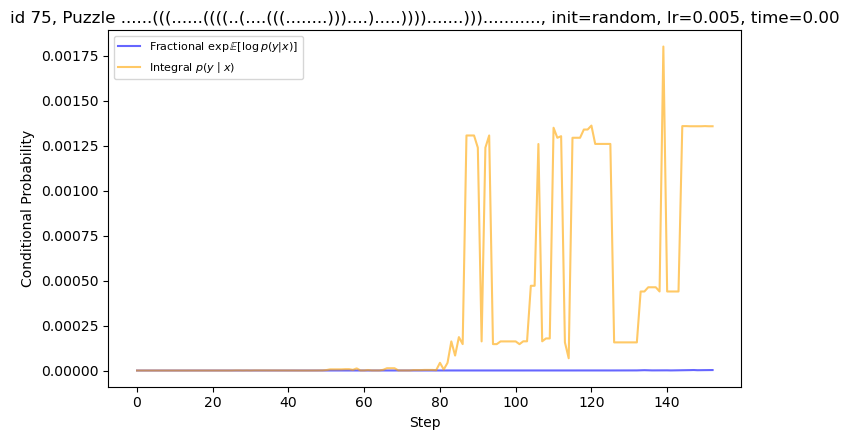 id 75, Puzzle ......(((......((((..(....(((........)))....).....)))).......)))..........., init=random, lr=0.005, time=0.00
Fractional exp𝔼[log p(y|x)]
Integral p(y | x)
Conditional Probability
0.00175
0.00150
0.00125
0.00100
0.00075
0.00050
0.00025
0.00000
0 20 40 60 80 100 120 140
Step